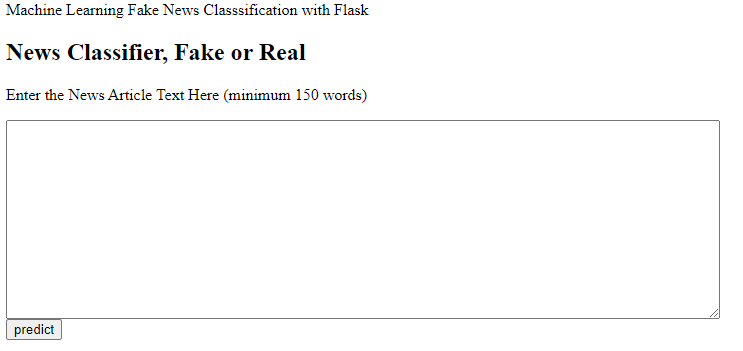 Machine Learning Fake News Classsification with Flask
News Classifier, Fake or Real
Enter the News Article Text Here (minimum 150 words)
predict